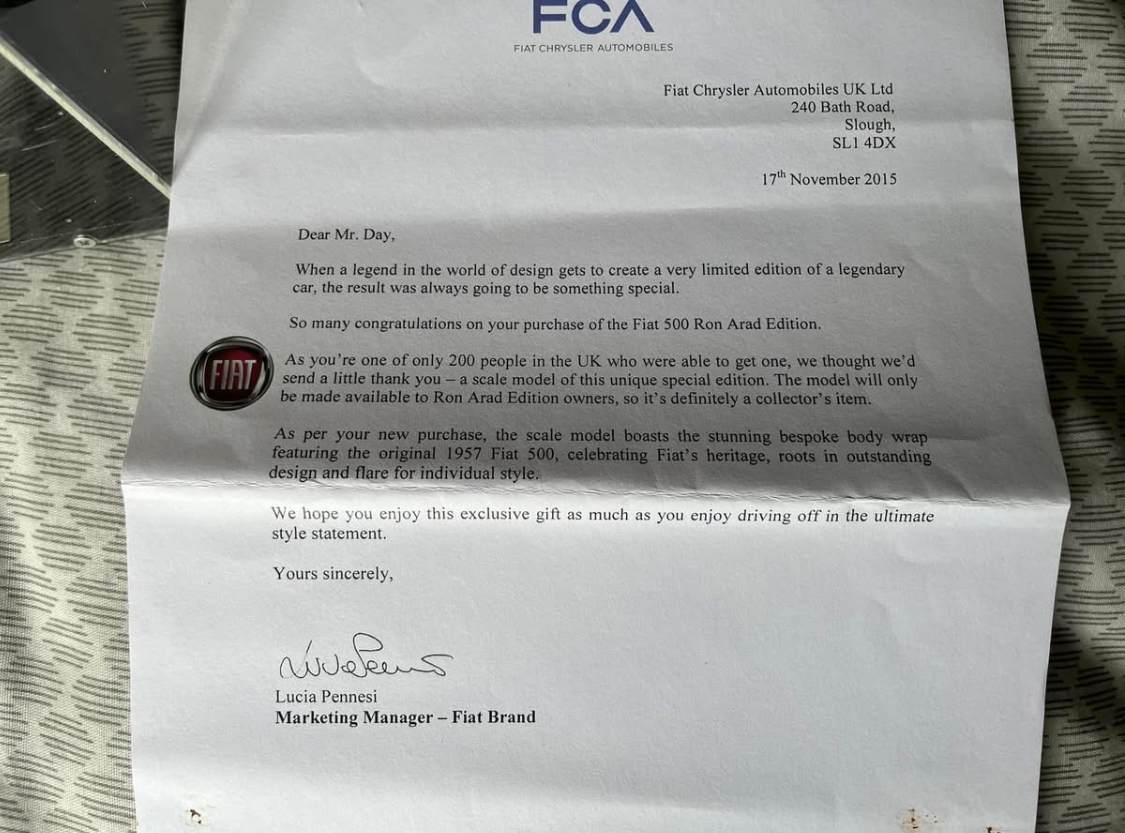 FCA
FIAT CHRYSLER AUTOMOBILES
Fiat Chrysler Automobiles UK Ltd
240 Bath Road,
Slough,
SL1 4DX
17th November 2015
Dear Mr. Day,
When a legend in the world of design gets to create a very limited edition of a legendary
car, the result was always going to be something special.
So many congratulations on your purchase of the Fiat 500 Ron Arad Edition.
FIAT
As you're one of only 200 people in the UK who were able to get one, we thought we'd
send a little thank you – a scale model of this unique special edition. The model will only
be made available to Ron Arad Edition owners, so it's definitely a collector's item.
As per your new purchase, the scale model boasts the stunning bespoke body wrap
featuring the original 1957 Fiat 500, celebrating Fiat's heritage, roots in outstanding
design and flare for individual style.
We hope you enjoy this exclusive gift as much as you enjoy driving off in the ultimate
style statement.
Yours sincerely,
Lucia Pennesi
Marketing Manager – Fiat Brand